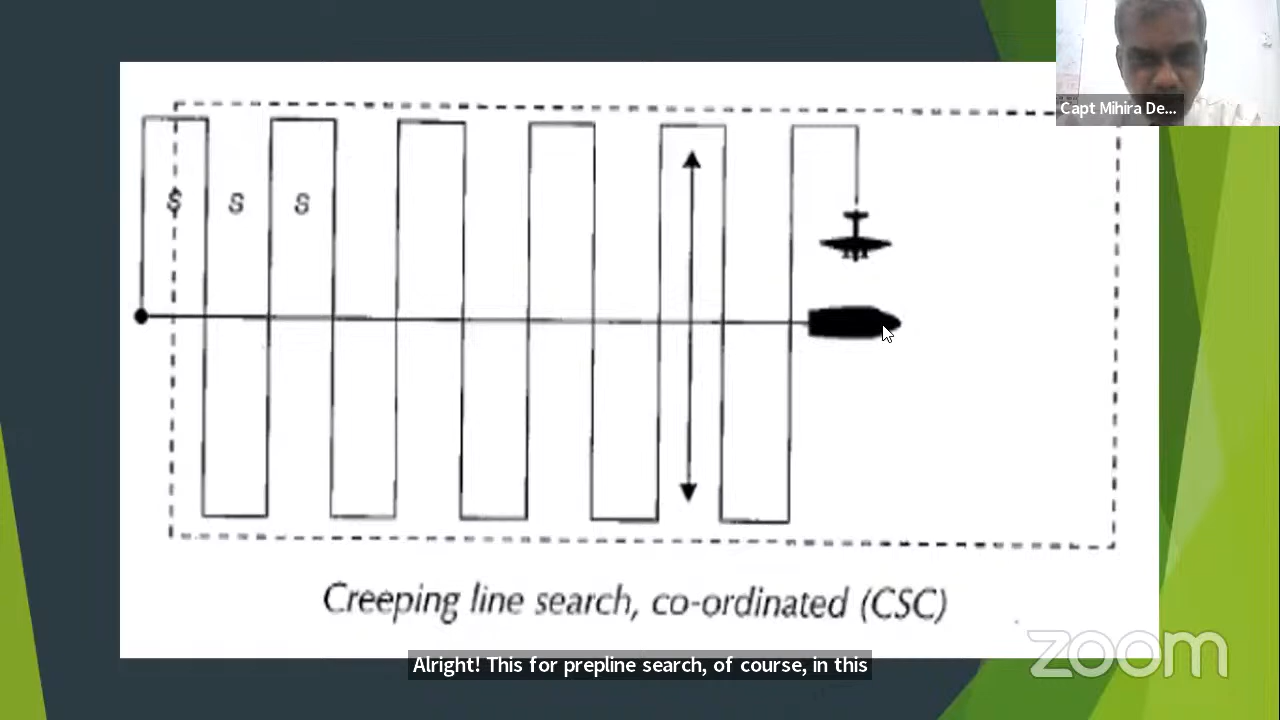 Capt Mihira De...
$ S S
Creeping line search, co-ordinated (CSC)
Alright! This for prepline search, of course, in this
zoom